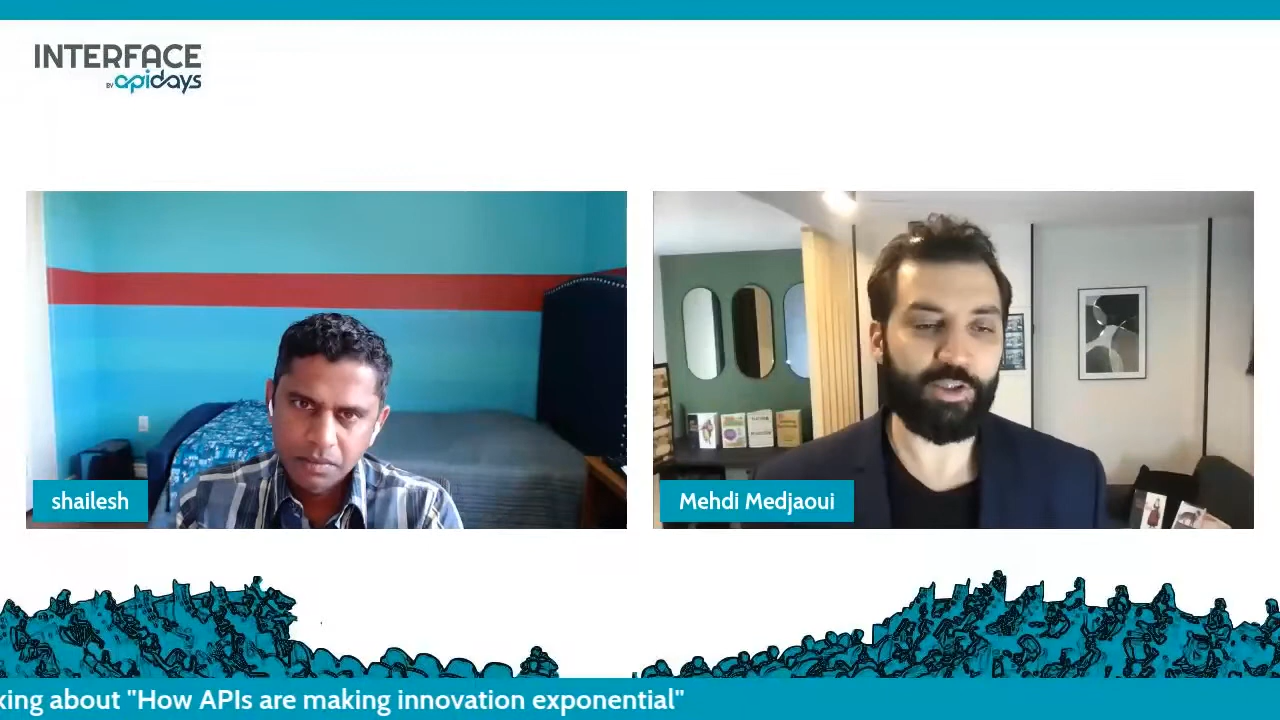 INTERFACE
BY apidays
shailesh
Mehdi Medjaoui
king about "How APIs are making innovation exponential"